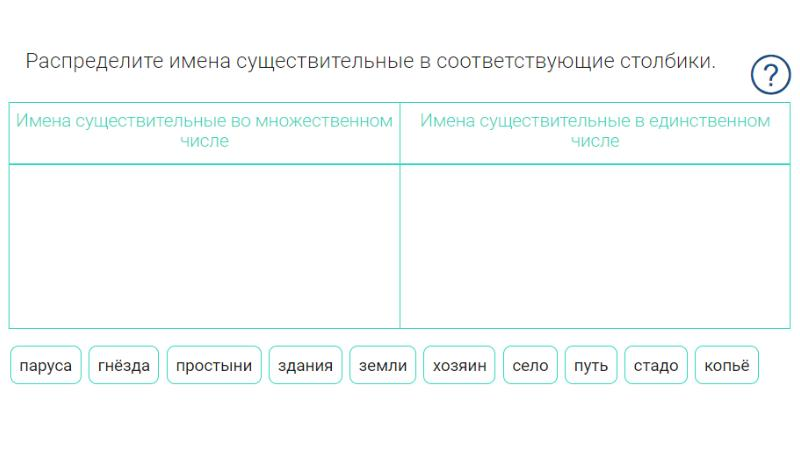 Распределите имена существительные в соответствующие столбики.
?
Имена существительные во множественном
числе
Имена существительные в единственном
числе
паруса гнёзда простыни здания земли хозяин село путь стадо копьё